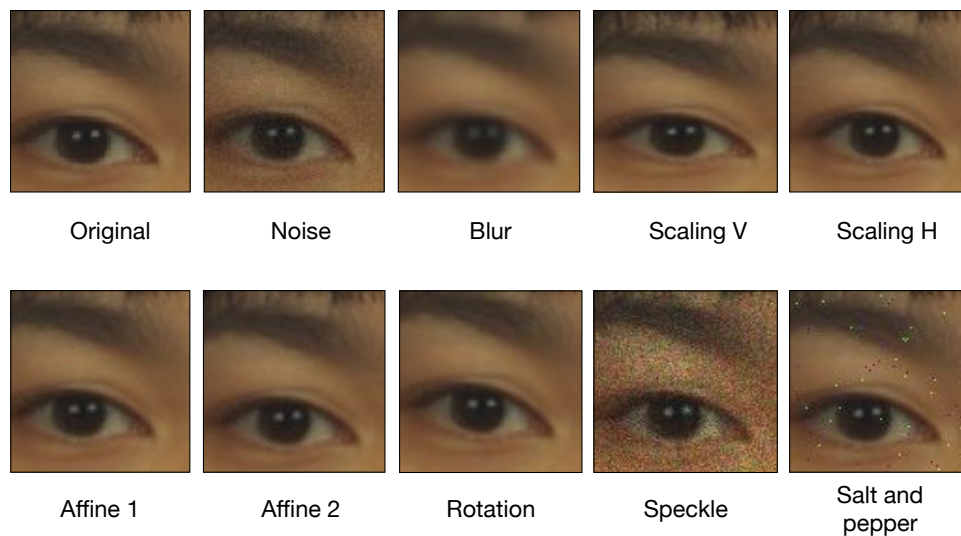 Original
Noise
Blur
Scaling V
Scaling H
Affine 1
Affine 2
Rotation
Speckle
Salt and
pepper